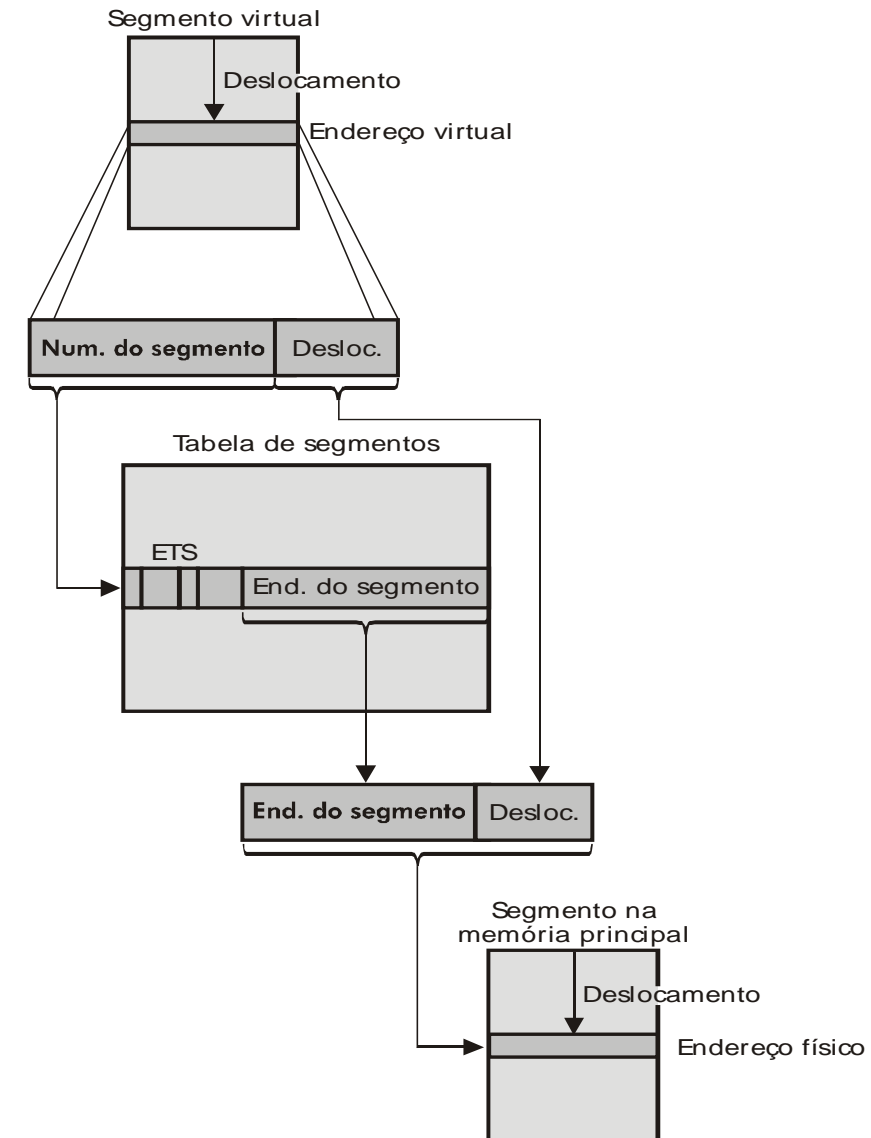 Segmento virtual
Deslocamento
Endereço virtual
Num. do segmento
Desloc.
Tabela de segmentos
ETS
End. do segmento
End. do segmento
Desloc.
Segmento na
memória principal
Deslocamento
Endereço físico